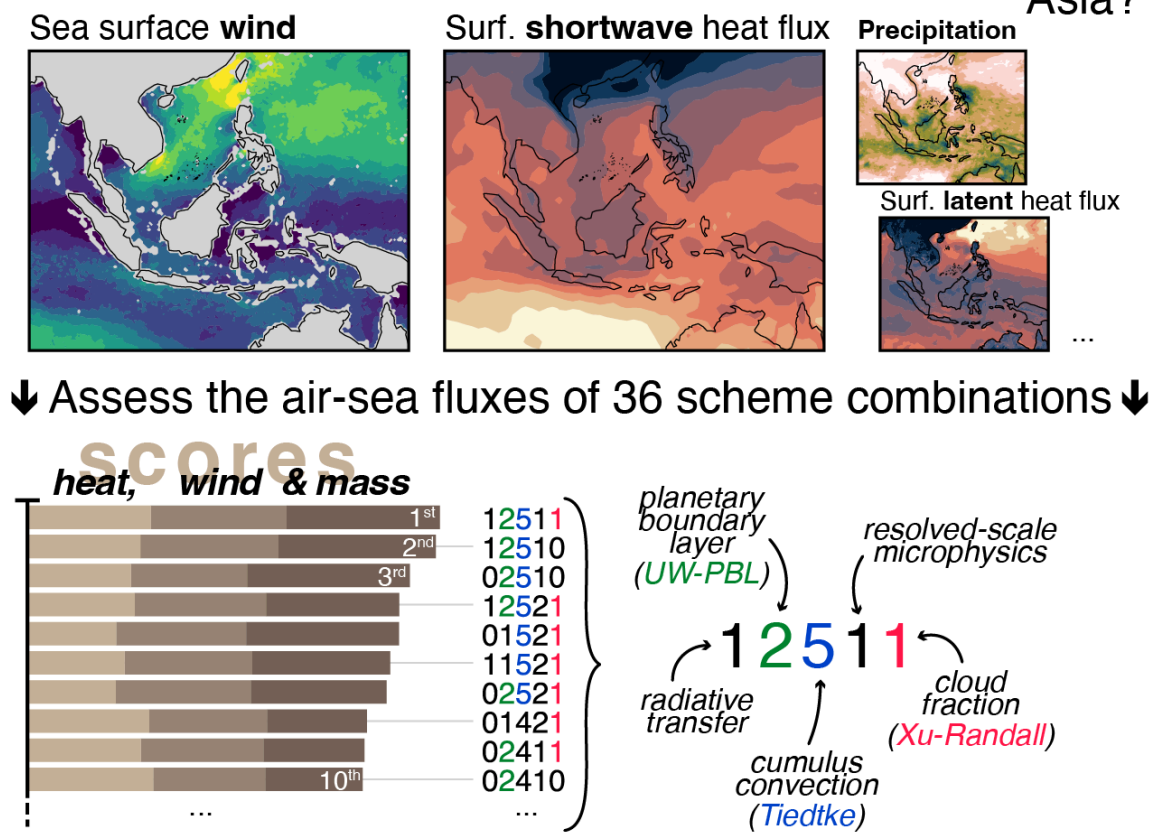 Asia?
Sea surface wind
Surf. shortwave heat flux
Precipitation
Surf. latent heat flux
...
↓ Assess the air-sea fluxes of 36 scheme combinations ↓
scores
heat, wind & mass
1st
2nd
3rd
10th
...
12511
12510
02510
12521
01521
11521
02521
01421
02411
02410
...
planetary
boundary
layer
(UW-PBL)
resolved-scale
microphysics
12511
radiative
transfer
cumulus
convection
(Tiedtke)
cloud
fraction
(Xu-Randall)